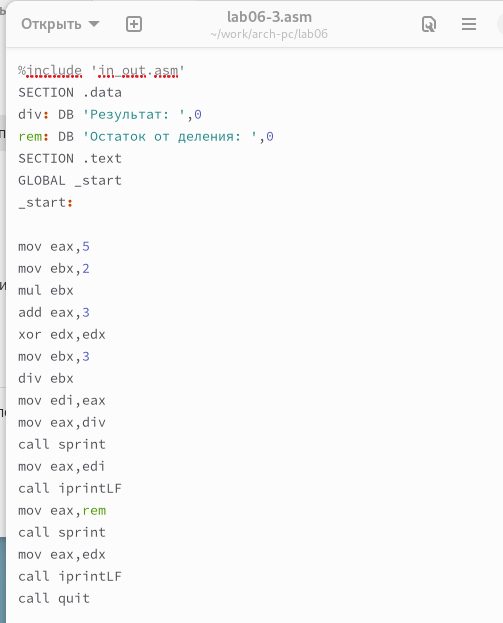 Открыть
lab06-3.asm
~/work/arch-pc/lab06
%include 'in_out.asm'
SECTION .data
div: DB 'Результат: ',0
rem: DB 'Остаток от деления: ',0
SECTION .text
GLOBAL _start
_start:
mov eax,5
mov ebx,2
mul ebx
add eax,3
xor edx,edx
mov ebx,3
div ebx
mov edi,eax
mov eax,div
call sprint
mov eax,edi
call iprintLF
mov eax,rem
call sprint
mov eax,edx
call iprintLF
call quit